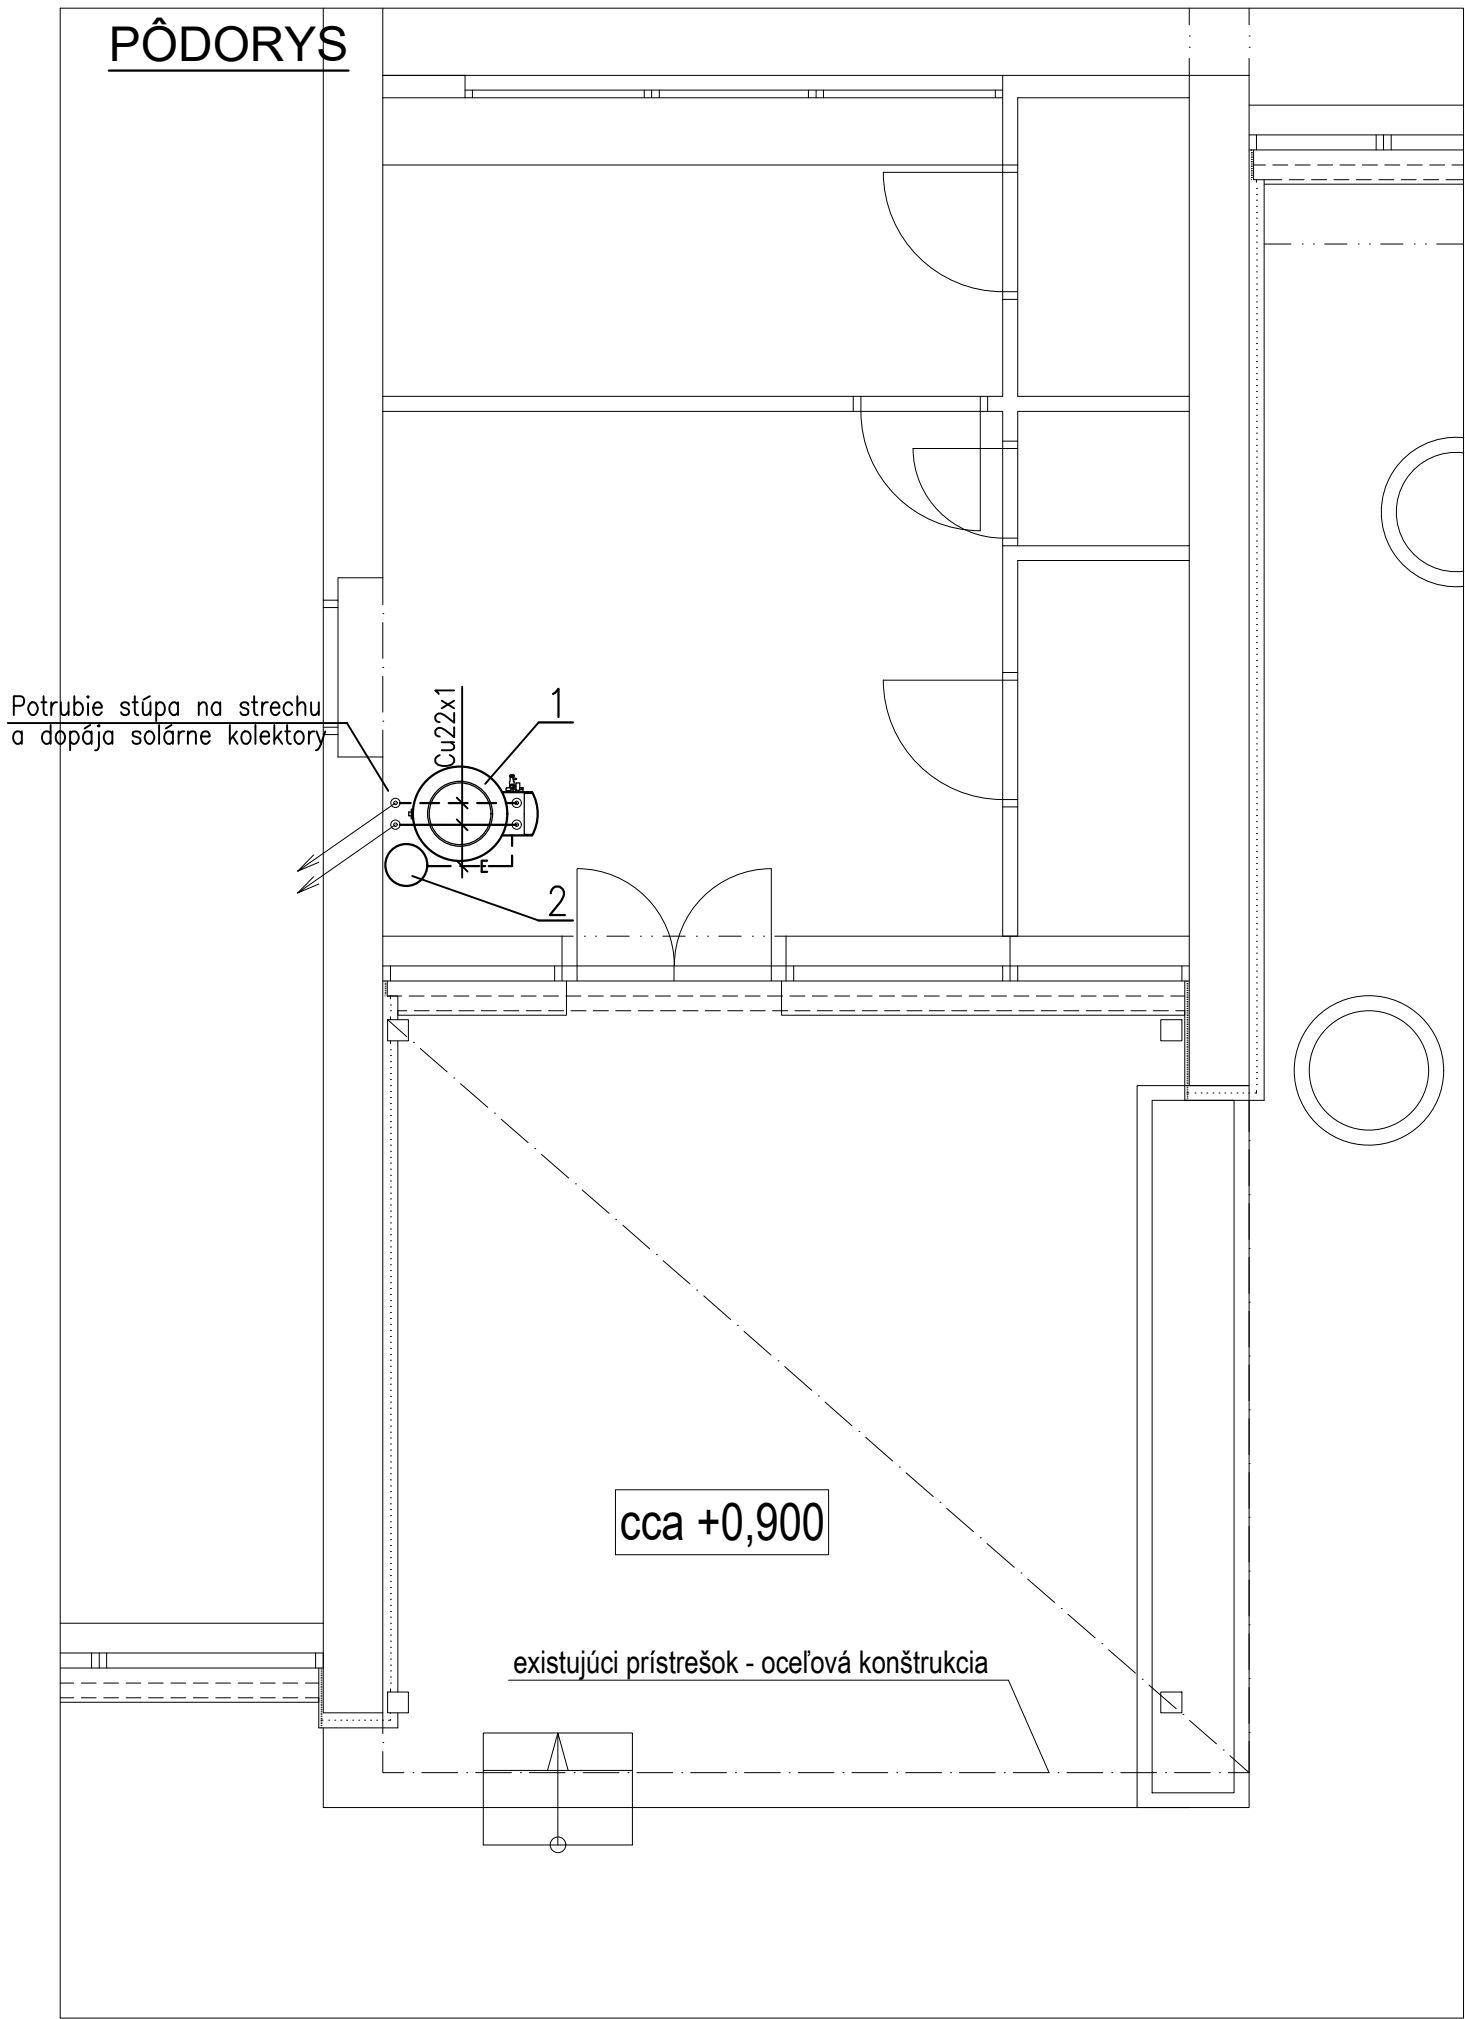 PÔDORYS
Potrubie stúpa na strechu
a dopája solárne kolektory
Cu22x1
1
E
2
cca +0,900
existujúci prístrešok - oceľová konštrukcia